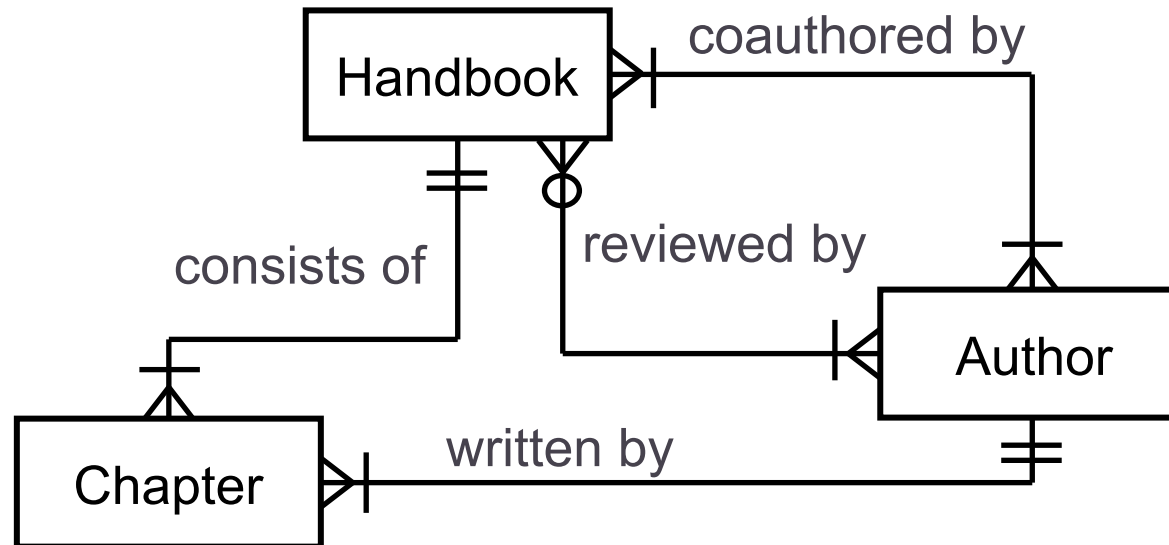 coauthored by
Handbook
reviewed by
consists of
Author
written by
Chapter